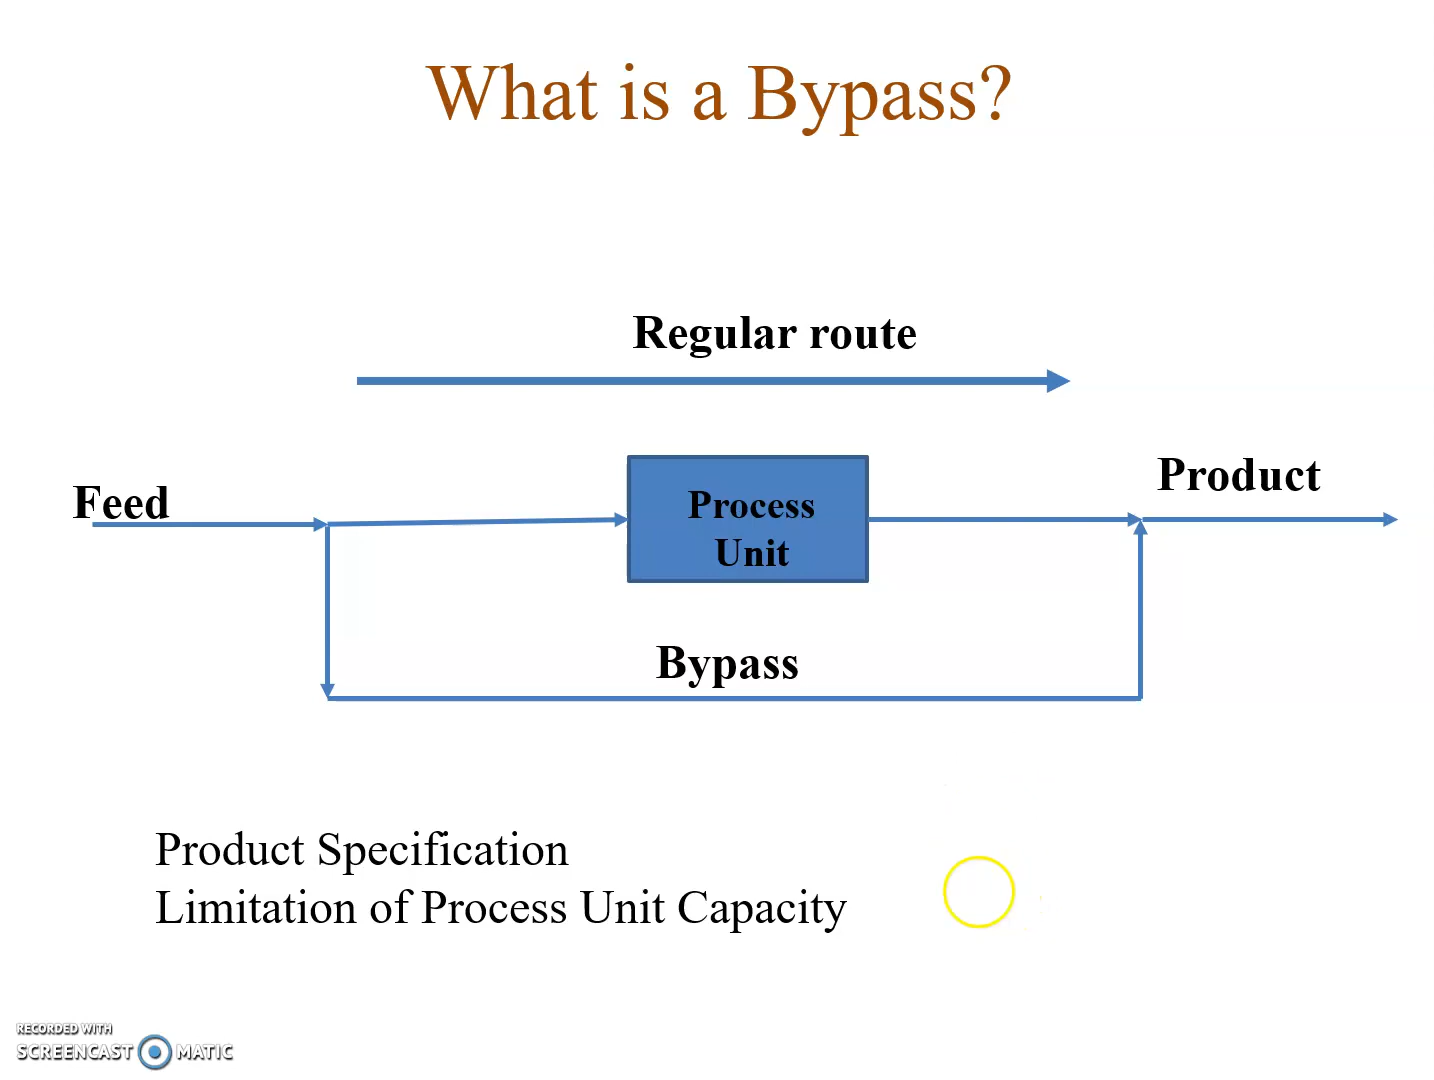 What is a Bypass?
Regular route
Feed
Process
Unit
Product
Bypass
Product Specification
Limitation of Process Unit Capacity
RECORDED WITH
SCREENCAST MATIC